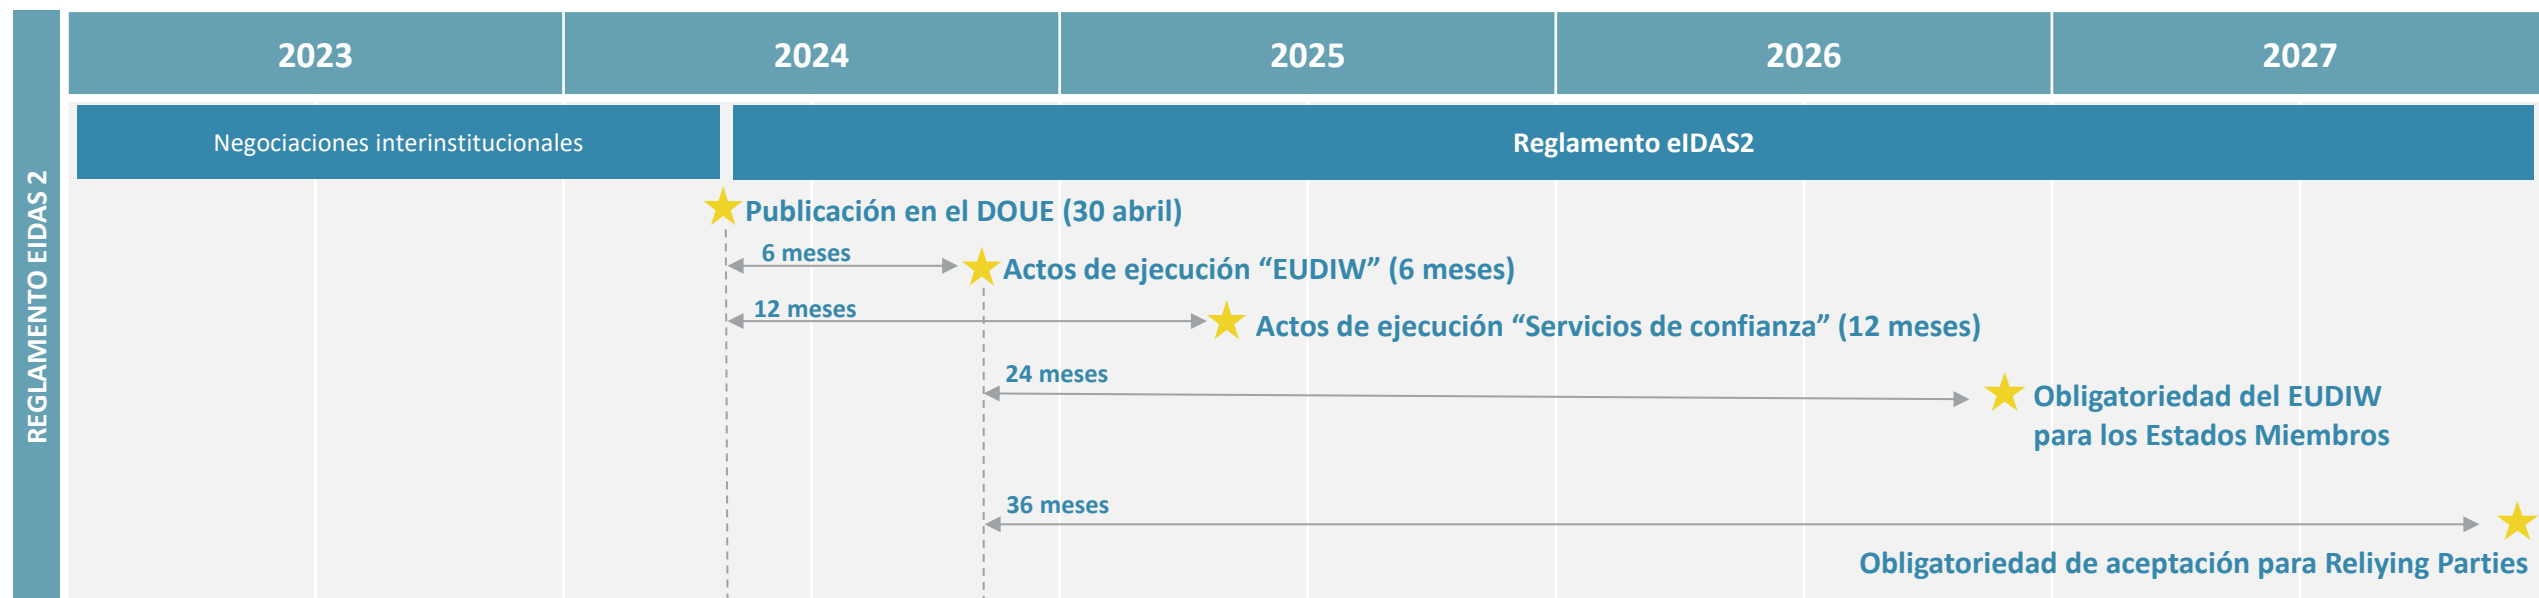 REGLAMENTO EIDAS 2
2023 2024 2025 2026 2027
Negociaciones interinstitucionales
Reglamento eIDAS2
Publicación en el DOUE (30 abril)
6 meses
Actos de ejecución “EUDIW” (6 meses)
12 meses
Actos de ejecución “Servicios de confianza” (12 meses)
24 meses
Obligatoriedad del EUDIW
para los Estados Miembros
36 meses
Obligatoriedad de aceptación para Reliying Parties